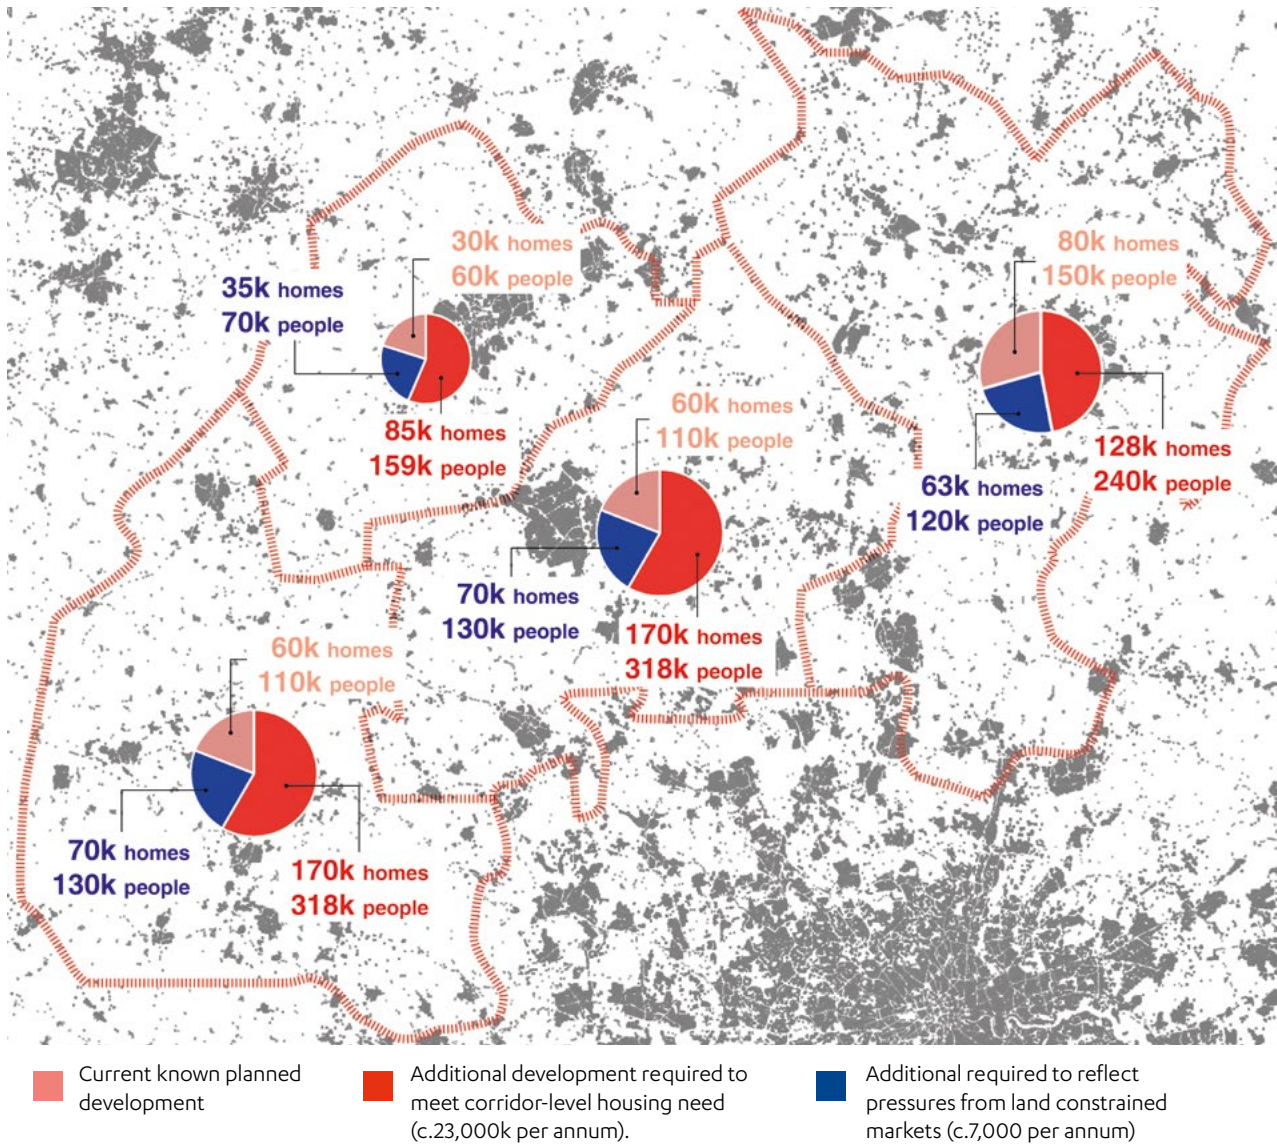 30k homes
60k people
80k homes
150k people
35k homes
70k people
85k homes
159k people
60k homes
110k people
128k homes
240k people
63k homes
120k people
70k homes
130k people
170k homes
318k people
60k homes
110k people
70k homes
130k people
170k homes
318k people
Current known planned
development
Additional development required to
meet corridor-level housing need
(c.23,000k per annum).
Additional required to reflect
pressures from land constrained
markets (c.7,000 per annum)